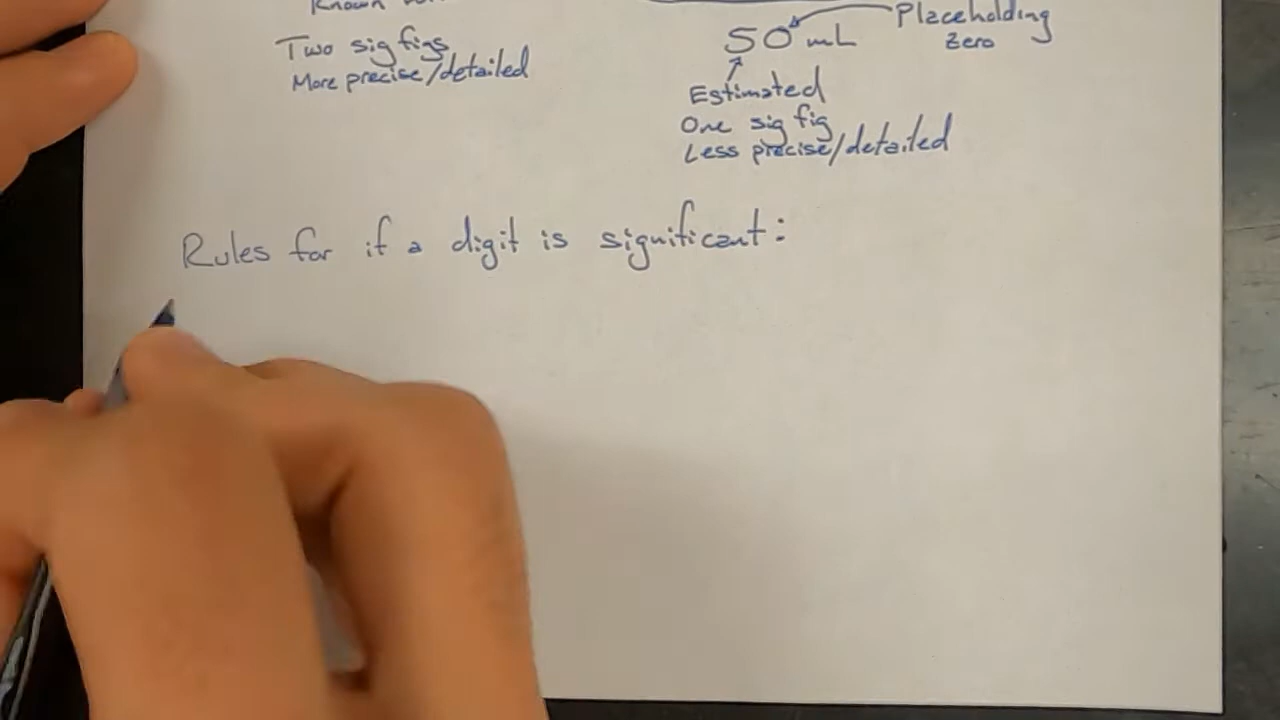 Known
Two sig figs
More precise/detailed
50 mL
Placeholding
Zero
Estimated
One sig fig
Less precise/detailed
Rules for if a digit is significant: